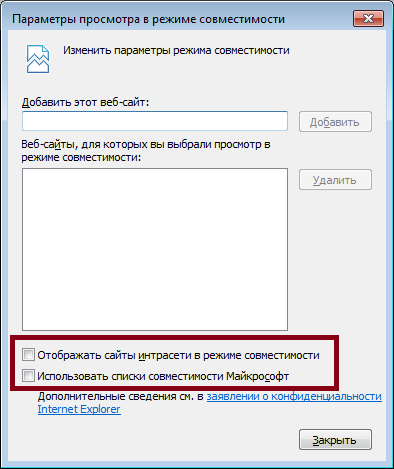 Параметры просмотра в режиме совместимости
Изменить параметры режима совместимости
Добавить этот веб-сайт:
Добавить
Веб-сайты, для которых вы выбрали просмотр в
режиме совместимости:
Удалить
Отображать сайты интрасети в режиме совместимости
Использовать списки совместимости Майкрософт
Дополнительные сведения см. в заявлении о конфиденциальности
Internet Explorer
Закрыть